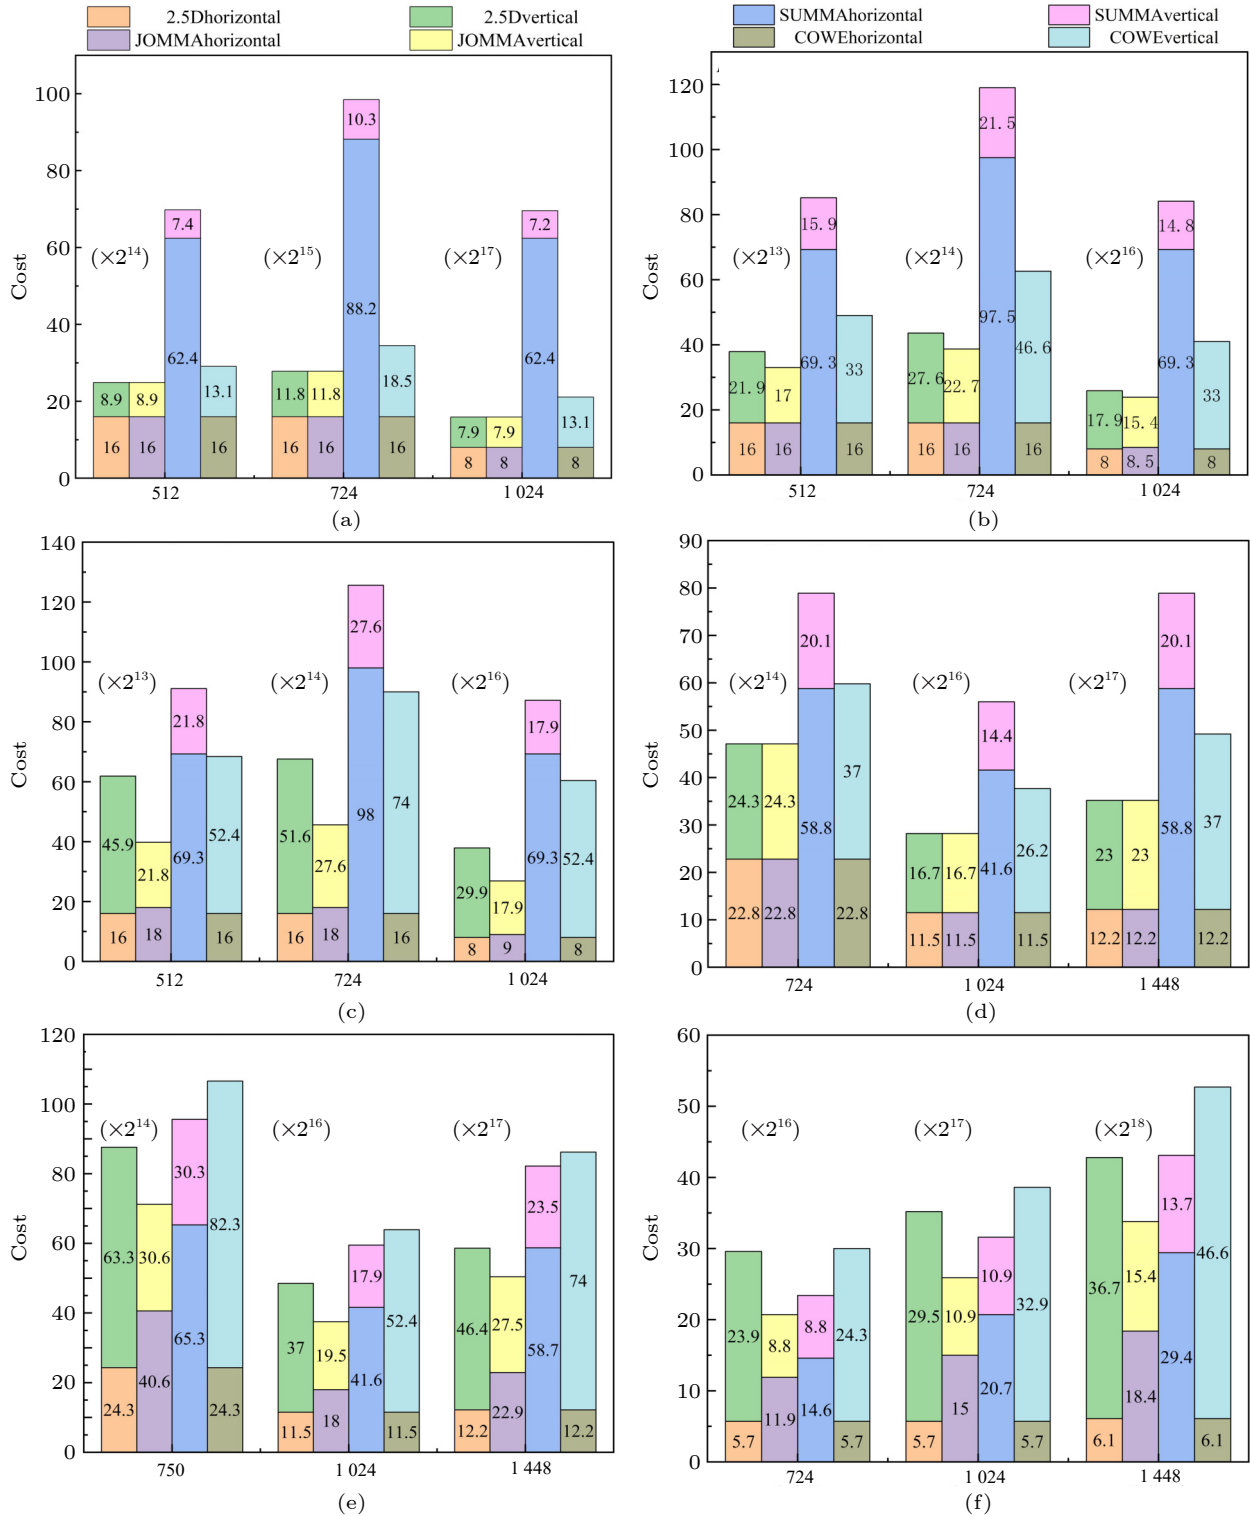 2.5Dhorizontal 2.5Dvertical SUMMAhorizontal SUMMAvertical
JOMMAhorizontal JOMMAvertical COWEhorizontal COWEvertical
Cost
100
80
60
40
20
0
(×2^14) (×2^15) (×2^17)
7.4 10.3 7.2
62.4 88.2 62.4
8.9 8.9 13.1 11.8 11.8 18.5 7.9 7.9 13.1
16 16 16 16 16 16 8 8 8
512 724 1 024
(a)
Cost
120
100
80
60
40
20
0
(×2^13) (×2^14) (×2^16)
15.9 21.5 14.8
69.3 97.5 69.3
21.9 17 33 27.6 22.7 46.6 17.9 15.4 33
16 16 16 16 16 16 8 8.5 8
512 724 1 024
(b)
Cost
140
120
100
80
60
40
20
0
(×2^13) (×2^14) (×2^16)
21.8 27.6 17.9
69.3 98 69.3
45.9 21.8 52.4 51.6 27.6 74 29.9 17.9 52.4
16 18 16 16 18 16 8 9 8
512 724 1 024
(c)
Cost
90
80
70
60
50
40
30
20
10
0
(×2^14) (×2^16) (×2^17)
20.1 14.4 20.1
58.8 41.6 58.8
24.3 24.3 37 16.7 16.7 26.2 23 23 37
22.8 22.8 22.8 11.5 11.5 11.5 12.2 12.2 12.2
724 1 024 1 448
(d)
Cost
120
100
80
60
40
20
0
(×2^14) (×2^16) (×2^17)
30.3 17.9 23.5
65.3 41.6 58.7
63.3 30.6 82.3 37 19.5 52.4 46.4 27.5 74
24.3 40.6 24.3 11.5 18 11.5 12.2 22.9 12.2
750 1 024 1 448
(e)
Cost
60
50
40
30
20
10
0
(×2^16) (×2^17) (×2^18)
8.8 10.9 13.7
14.6 20.7 29.4
23.9 8.8 24.3 29.5 10.9 32.9 36.7 15.4 46.6
5.7 11.9 5.7 5.7 15 5.7 6.1 18.4 6.1
724 1 024 1 448
(f)